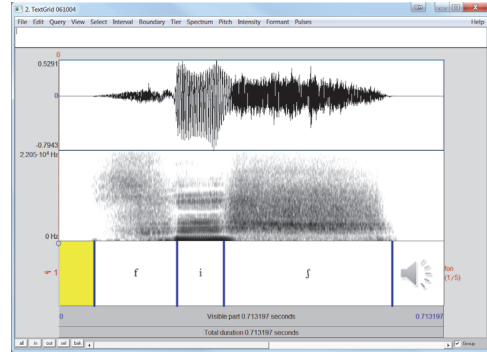 2. TextGrid 061004
File Edit Query View Select Interval Boundary Tier Spectrum Pitch Intensity Formant Pulses Help
0
0.5291
0
-0.7943
2.205·10⁴ Hz
0 Hz
☞ 1 f i ʃ fon
(1/5)
0 Visible part 0.713197 seconds 0.713197
Total duration 0.713197 seconds
all in out sel bak Group